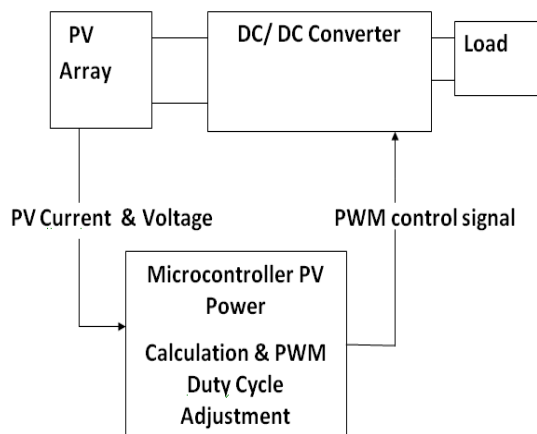 PV
Array
DC/ DC Converter
Load
PV Current & Voltage
PWM control signal
Microcontroller PV
Power
Calculation & PWM
Duty Cycle
Adjustment